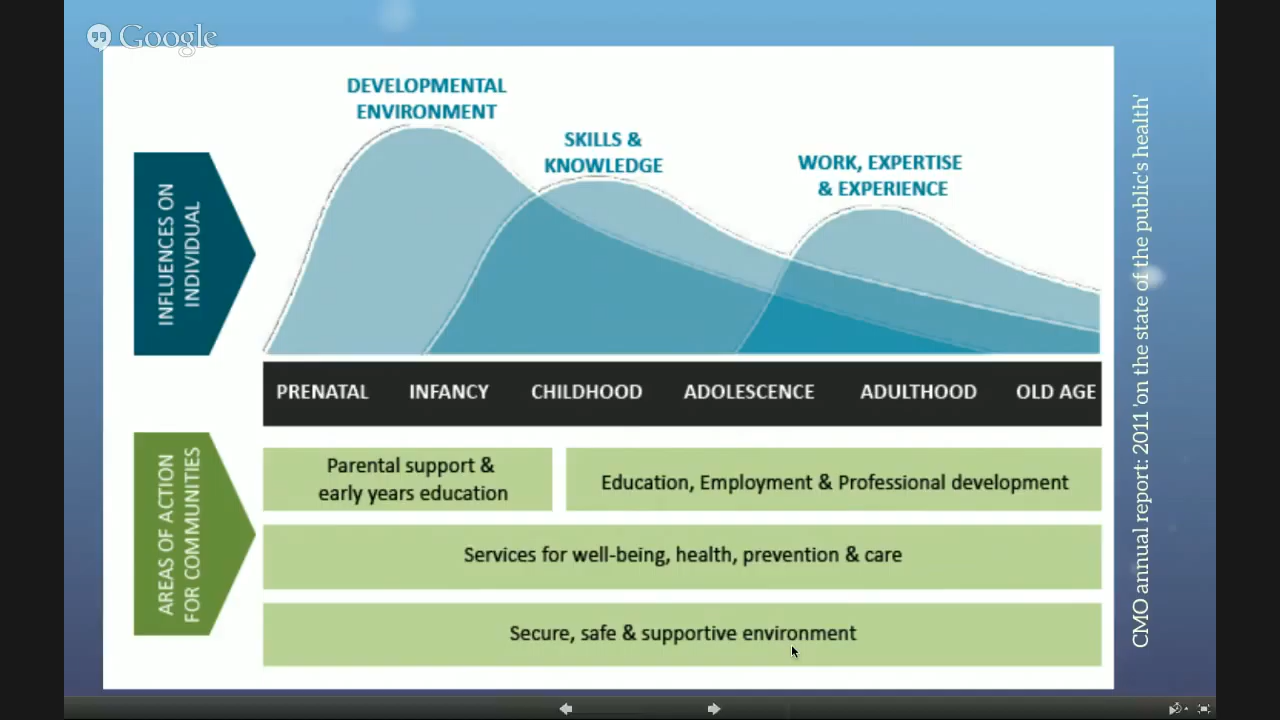 Google
DEVELOPMENTAL
ENVIRONMENT
SKILLS &
KNOWLEDGE
WORK, EXPERTISE
& EXPERIENCE
INFLUENCES ON
INDIVIDUAL
PRENATAL INFANCY CHILDHOOD ADOLESCENCE ADULTHOOD OLD AGE
AREAS OF ACTION
FOR COMMUNITIES
Parental support &
early years education
Education, Employment & Professional development
Services for well-being, health, prevention & care
Secure, safe & supportive environment
CMO annual report: 2011 'on the state of the public's health'